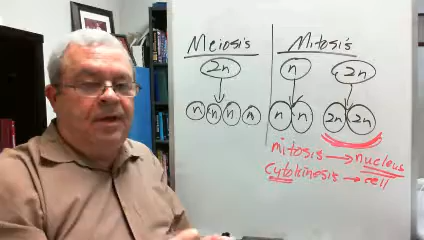 Meiosis
2n
n n n n
Mitosis
n 2n
n n 2n 2n
mitosis → nucleus
Cytokinesis → cell